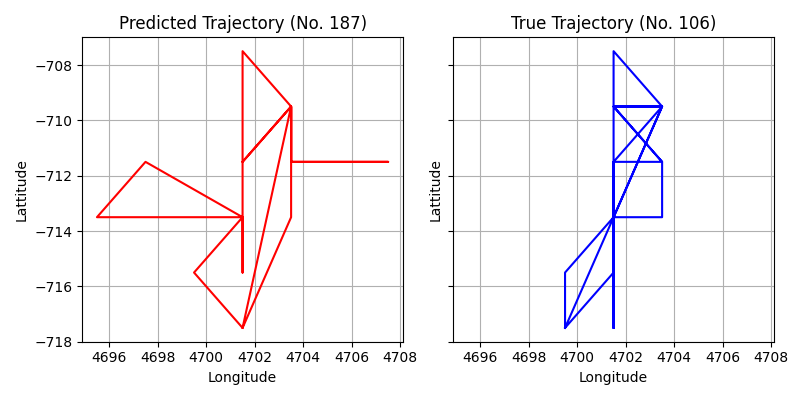 Predicted Trajectory (No. 187)
True Trajectory (No. 106)
Lattitude
−708
−710
−712
−714
−716
−718
4696 4698 4700 4702 4704 4706 4708
Longitude
Lattitude
4696 4698 4700 4702 4704 4706 4708
Longitude